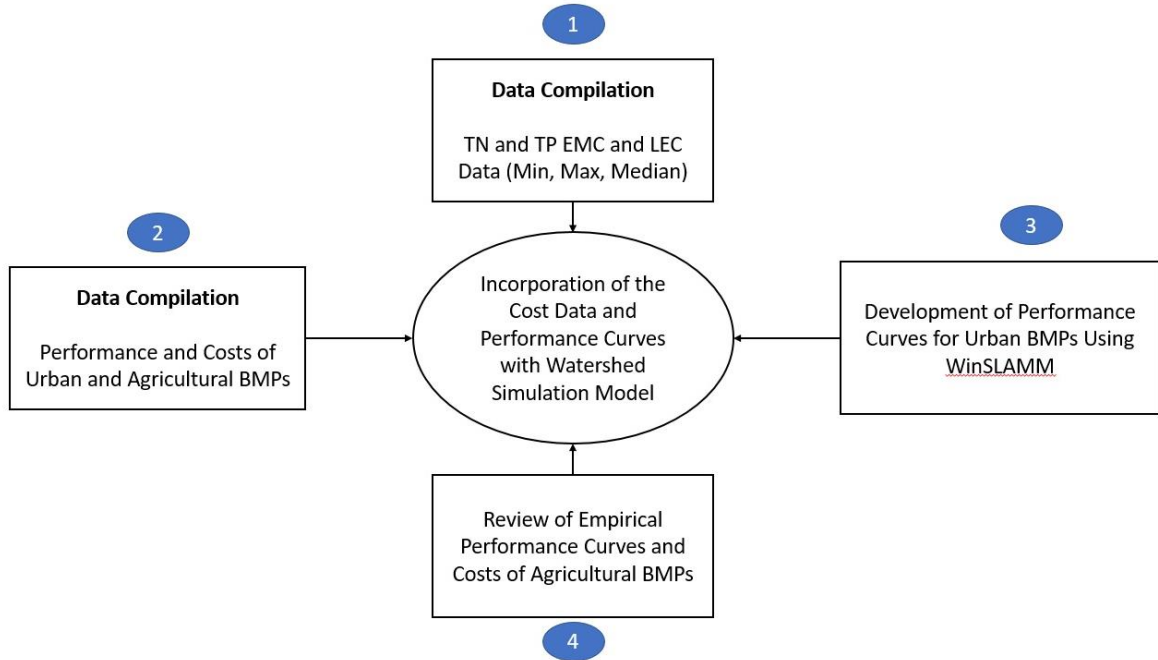 1
Data Compilation
TN and TP EMC and LEC
Data (Min, Max, Median)
2
Data Compilation
Performance and Costs of
Urban and Agricultural BMPs
Incorporation of the
Cost Data and
Performance Curves
with Watershed
Simulation Model
3
Development of Performance
Curves for Urban BMPs Using
WinSLAMM
Review of Empirical
Performance Curves and
Costs of Agricultural BMPs
4